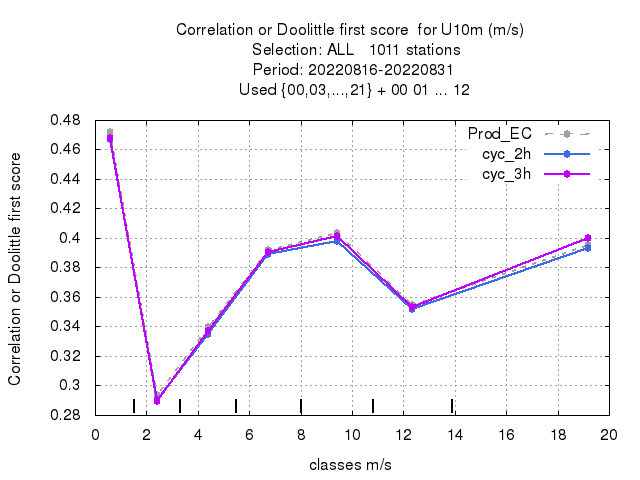 Correlation or Doolittle first score  for U10m (m/s)
Selection: ALL   1011 stations
Period: 20220816-20220831
Used {00,03,...,21} + 00 01 ... 12
Correlation or Doolittle first score
0.48
0.46
0.44
0.42
0.4
0.38
0.36
0.34
0.32
0.3
0.28
Prod_EC
cyc_2h
cyc_3h
0 2 4 6 8 10 12 14 16 18 20
classes m/s